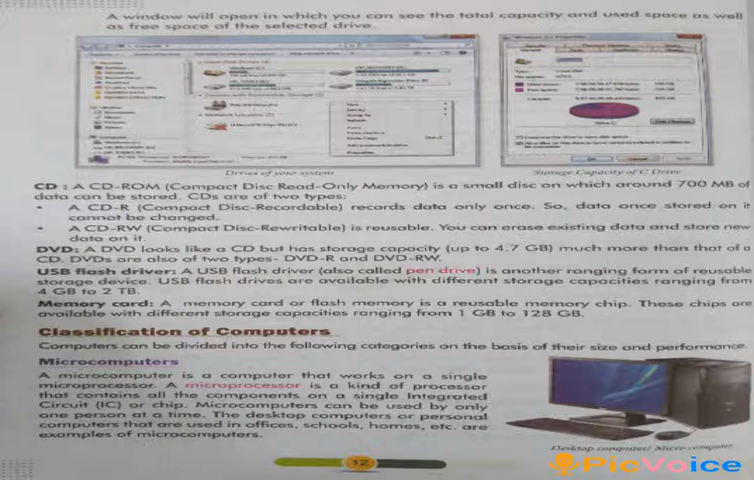 A window will open in which you can see the total capacity and used space as well
as free space of the selected drive.
Drives of your system
Storage Capacity of C Drive
CD : A CD-ROM (Compact Disc Read-Only Memory) is a small disc on which around 700 MB of
data can be stored. CDs are of two types:
• A CD-R (Compact Disc-Recordable) records data only once. So, data once stored on it
cannot be changed.
• A CD-RW (Compact Disc-Rewritable) is reusable. You can erase existing data and store new
data on it.
DVD: A DVD looks like a CD but has storage capacity (up to 4.7 GB) much more than that of a
CD. DVDs are also of two types- DVD-R and DVD-RW.
USB flash driver: A USB flash driver (also called pen drive) is another ranging form of reusable
storage device. USB flash drives are available with different storage capacities ranging from
4 GB to 2 TB.
Memory card: A memory card or flash memory is a reusable memory chip. These chips are
available with different storage capacities ranging from 1 GB to 128 GB.
Classification of Computers
Computers can be divided into the following categories on the basis of their size and performance.
Microcomputers
A microcomputer is a computer that works on a single
microprocessor. A microprocessor is a kind of processor
that contains all the components on a single Integrated
Circuit (IC) or chip. Microcomputers can be used by only
one person at a time. The desktop computers or personal
computers that are used in offices, schools, homes, etc. are
examples of microcomputers.
Desktop computer/ Micro computer
12
PicVoice